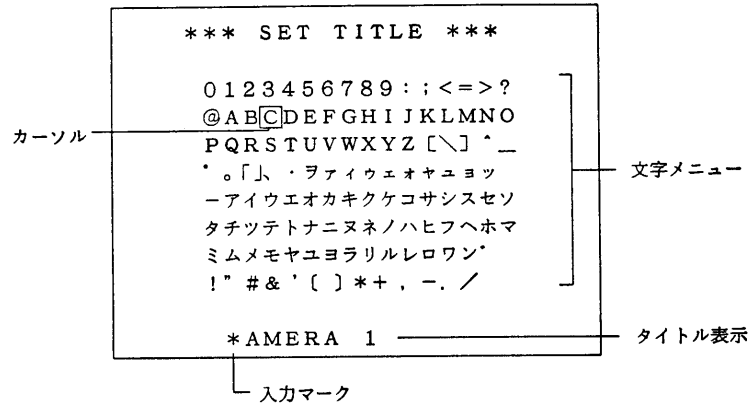 *** SET TITLE ***
0123456789:;<=>?
@ABCDEFGHIJKLMNO
カーソル
PQRSTUVWXYZ[\]^_
゜。「」、・ヲァィゥェォャュョッ
文字メニュー
ーアイウエオカキクケコサシスセソ
タチツテトナニヌネノハヒフヘホマ
ミムメモヤユヨラリルレロワン゛
!"#&'()*+,-./
*AMERA 1
タイトル表示
入力マーク